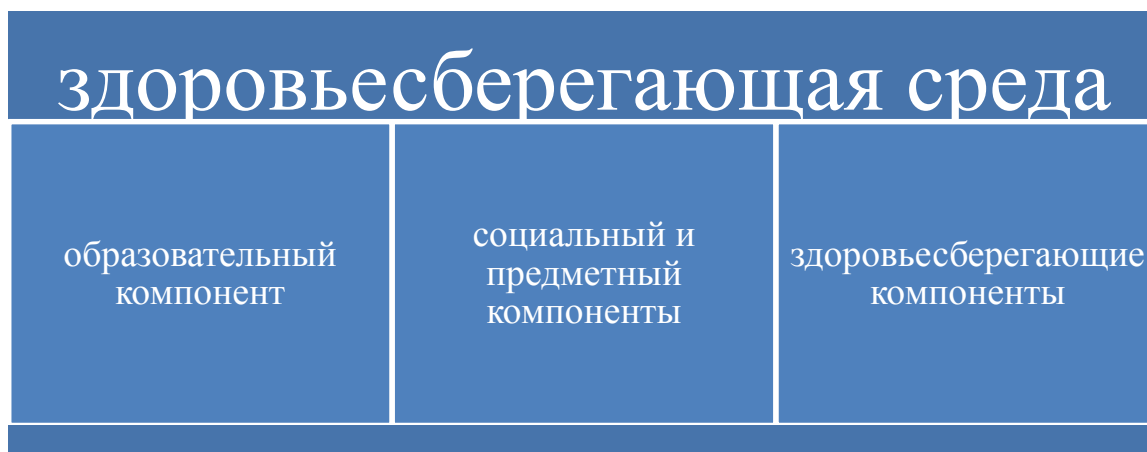 здоровьесберегающая среда
образовательный
компонент
социальный и
предметный
компоненты
здоровьесберегающие
компоненты